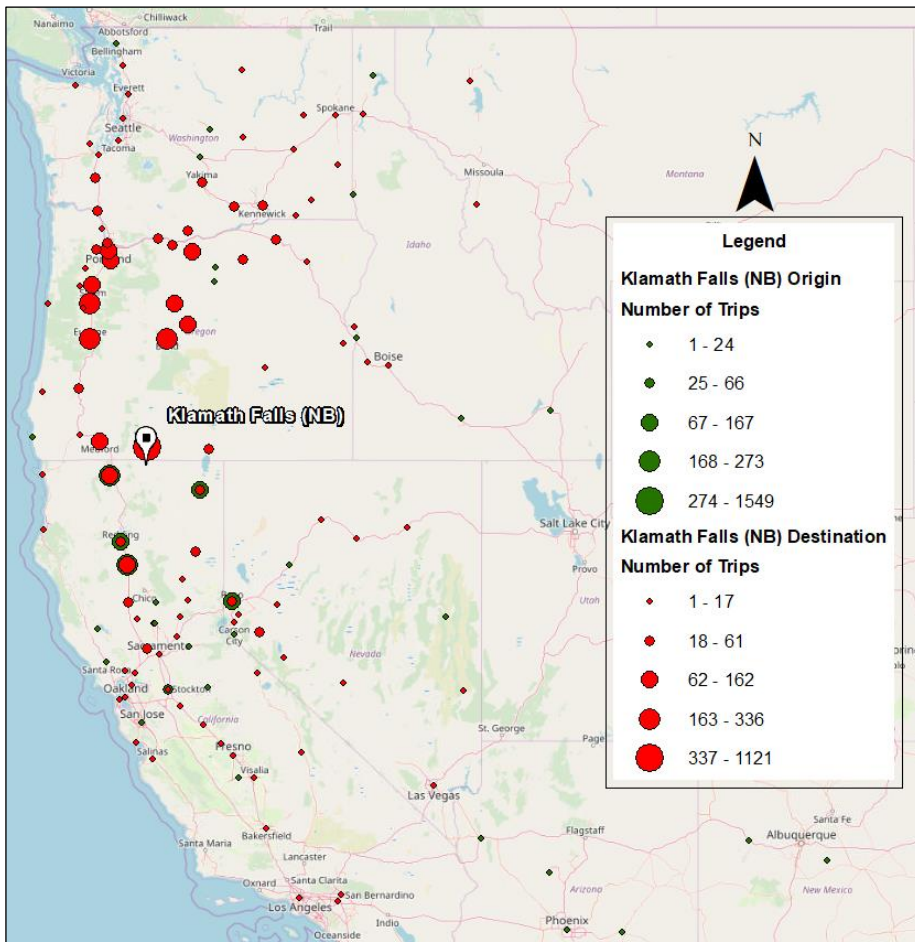 Nanaimo
Chilliwack
Abbotsford
Trail
Bellingham
Victoria
Everett
Spokane
Seattle
Washington
Tacoma
Missoula
Yakima
Montana
Kennewick
N
Idaho
Portland
Oregon
Boise
Klamath Falls (NB)
Medford
Redding
Salt Lake City
Provo
Chico
Reno
Utah
Carson
City
Sacramento
Nevada
Santa Rosa
Oakland
Stockto
San Jose
California
St. George
Page
Salinas
Fresno
Visalia
Las Vegas
Bakersfield
Santa Maria
Flagstaff
Santa Fe
Albuquerque
Lancaster
Santa Clarita
Oxnard
San Bernardino
Los Angeles
Indio
Arizona
New Mexico
Oceanside
Phoenix
Legend
Klamath Falls (NB) Origin
Number of Trips
1 - 24
25 - 66
67 - 167
168 - 273
274 - 1549
Klamath Falls (NB) Destination
Number of Trips
1 - 17
18 - 61
62 - 162
163 - 336
337 - 1121